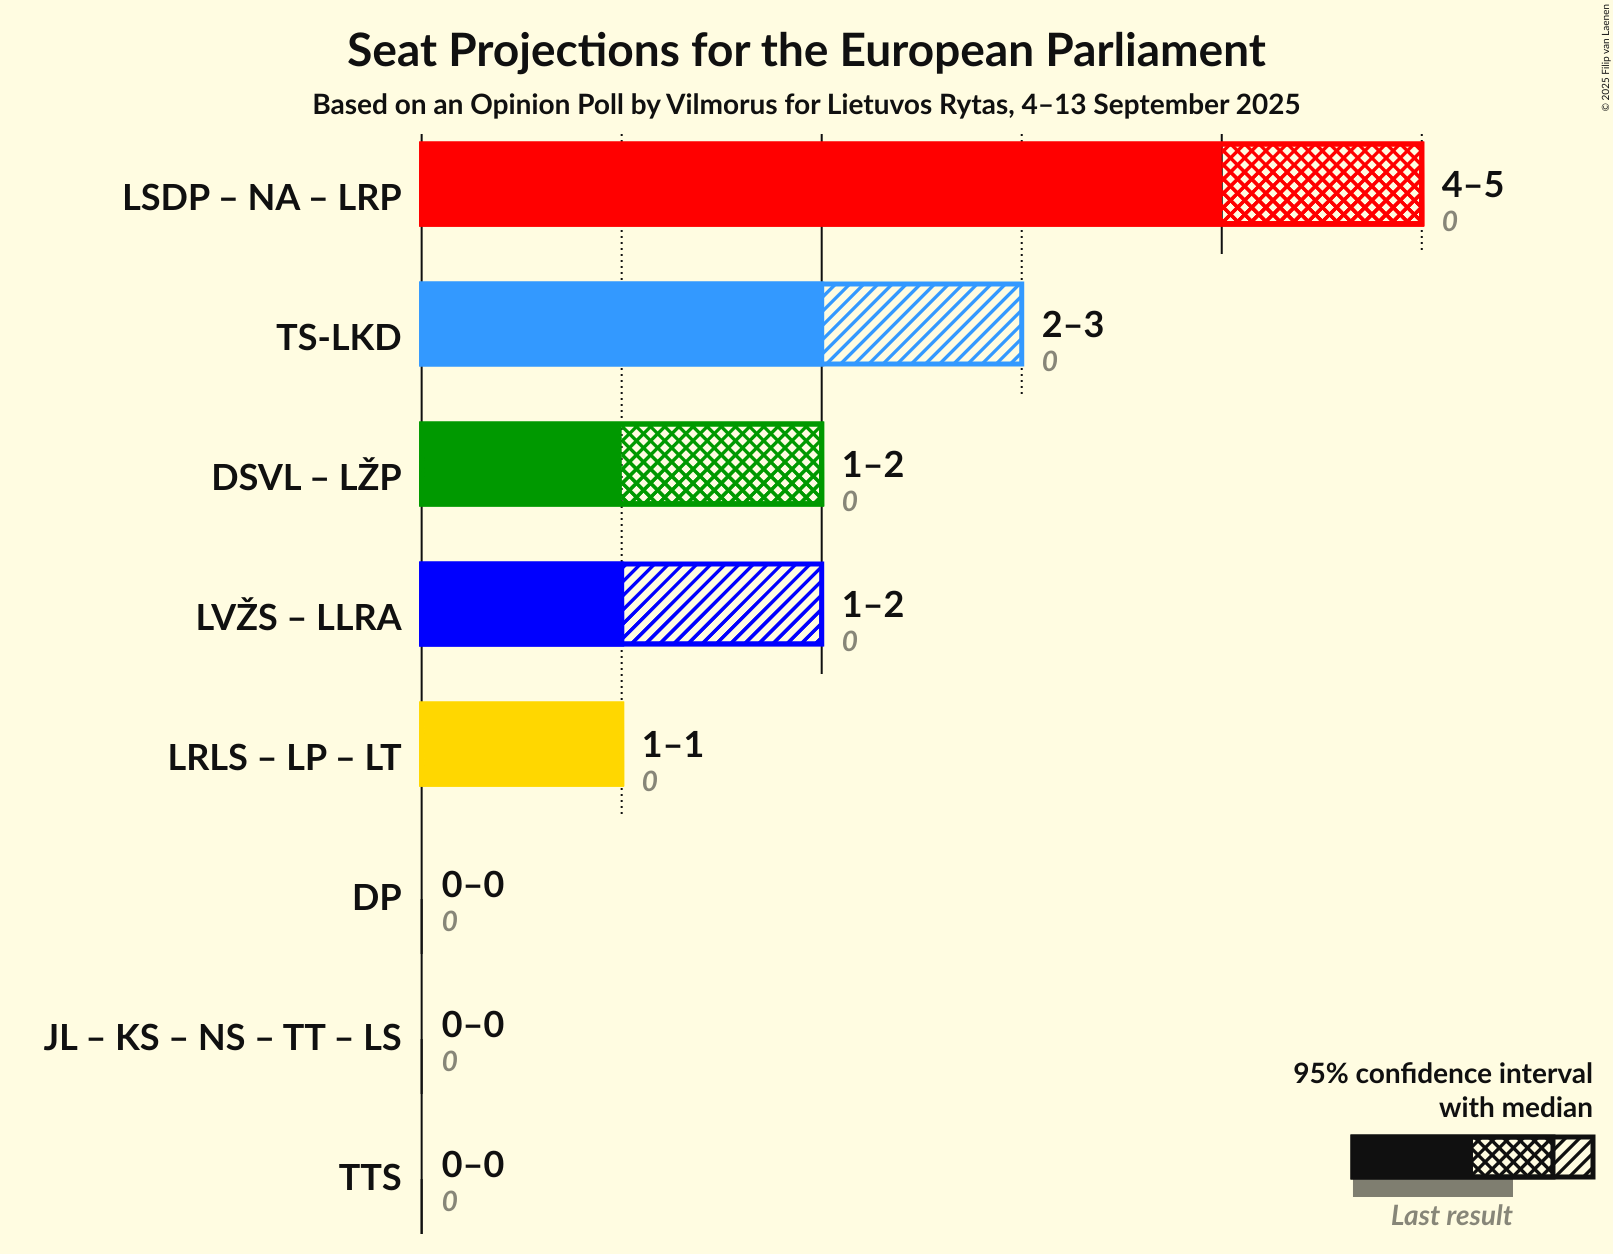 Seat Projections for the European Parliament
Based on an Opinion Poll by Vilmorus for Lietuvos Rytas, 4–13 September 2025
© 2025 Filip van Laenen
LSDP – NA – LRP
4–5
0
TS-LKD
2–3
0
DSVL – LŽP
1–2
0
LVŽS – LLRA
1–2
0
LRLS – LP – LT
1–1
0
DP
0–0
0
JL – KS – NS – TT – LS
0–0
0
TTS
0–0
0
95% confidence interval
with median
Last result